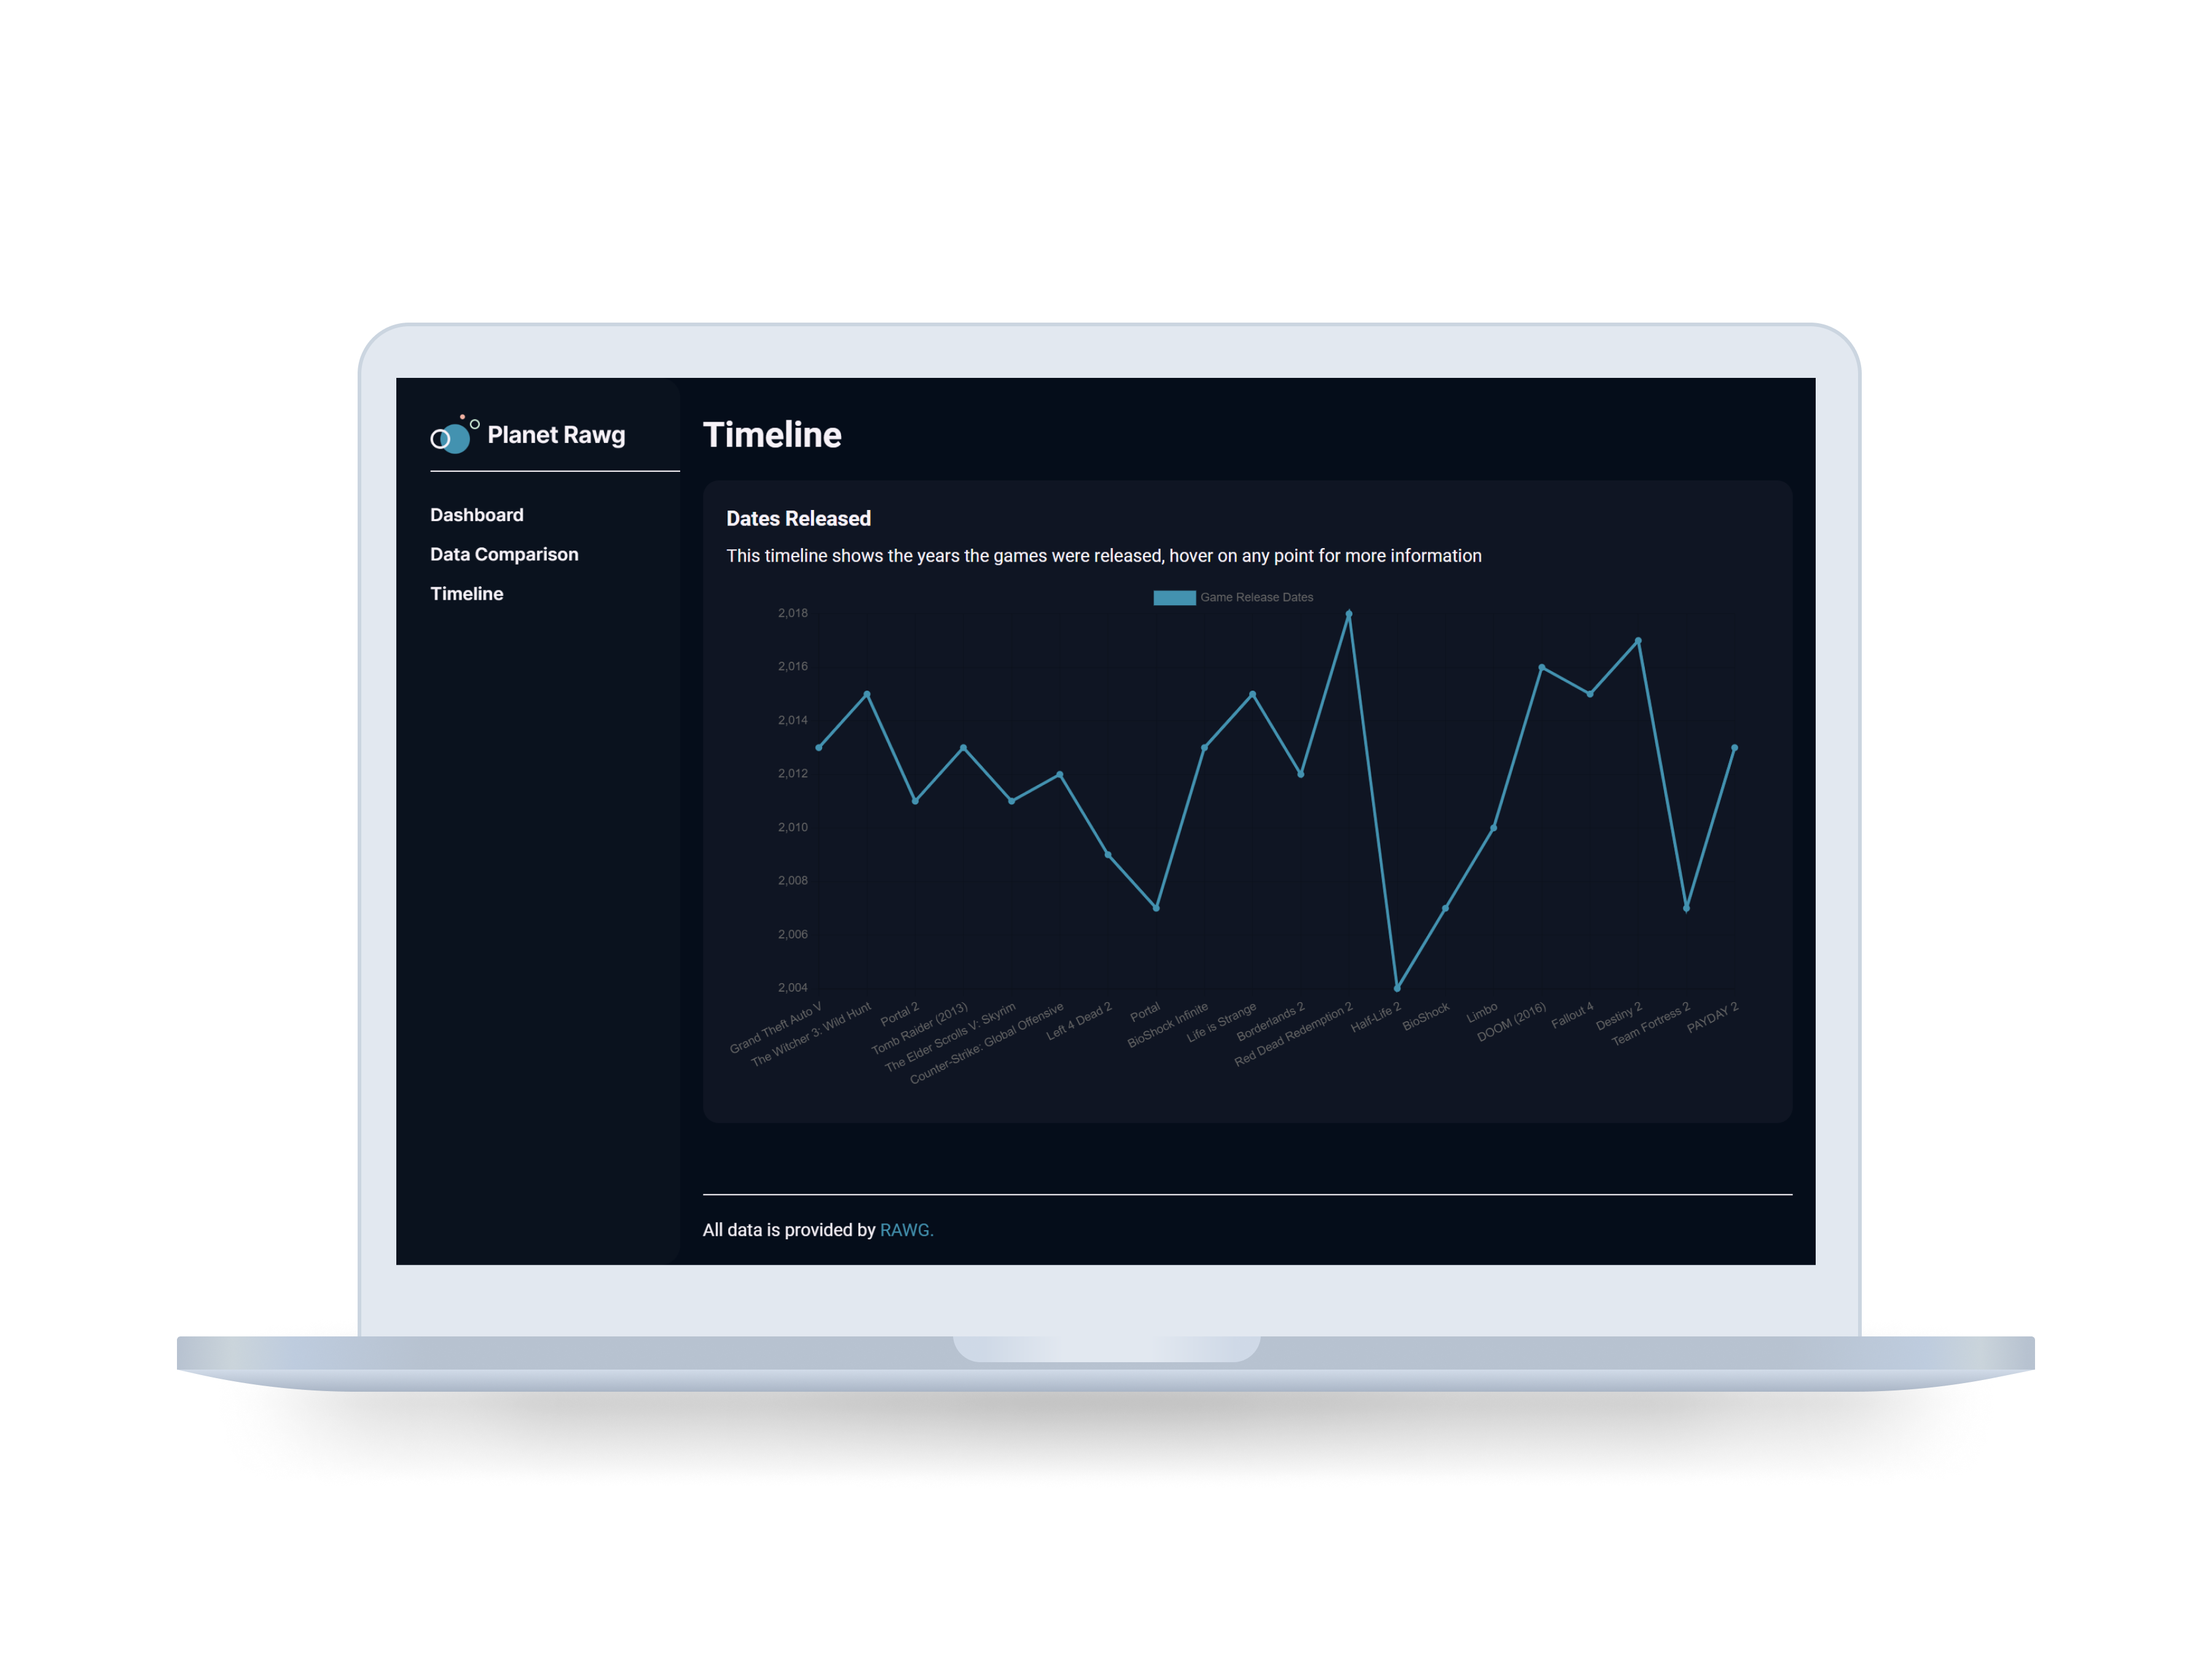 Planet Rawg
Dashboard
Data Comparison
Timeline
Timeline
Dates Released
This timeline shows the years the games were released, hover on any point for more information
Game Release Dates
2,018
2,016
2,014
2,012
2,010
2,008
2,006
2,004
Grand Theft Auto V
The Witcher 3: Wild Hunt
Portal 2
Tomb Raider (2013)
The Elder Scrolls V: Skyrim
Counter-Strike: Global Offensive
Left 4 Dead 2
Portal
BioShock Infinite
Life is Strange
Borderlands 2
Red Dead Redemption 2
Half-Life 2
BioShock
Limbo
DOOM (2016)
Fallout 4
Destiny 2
Team Fortress 2
PAYDAY 2
All data is provided by RAWG.